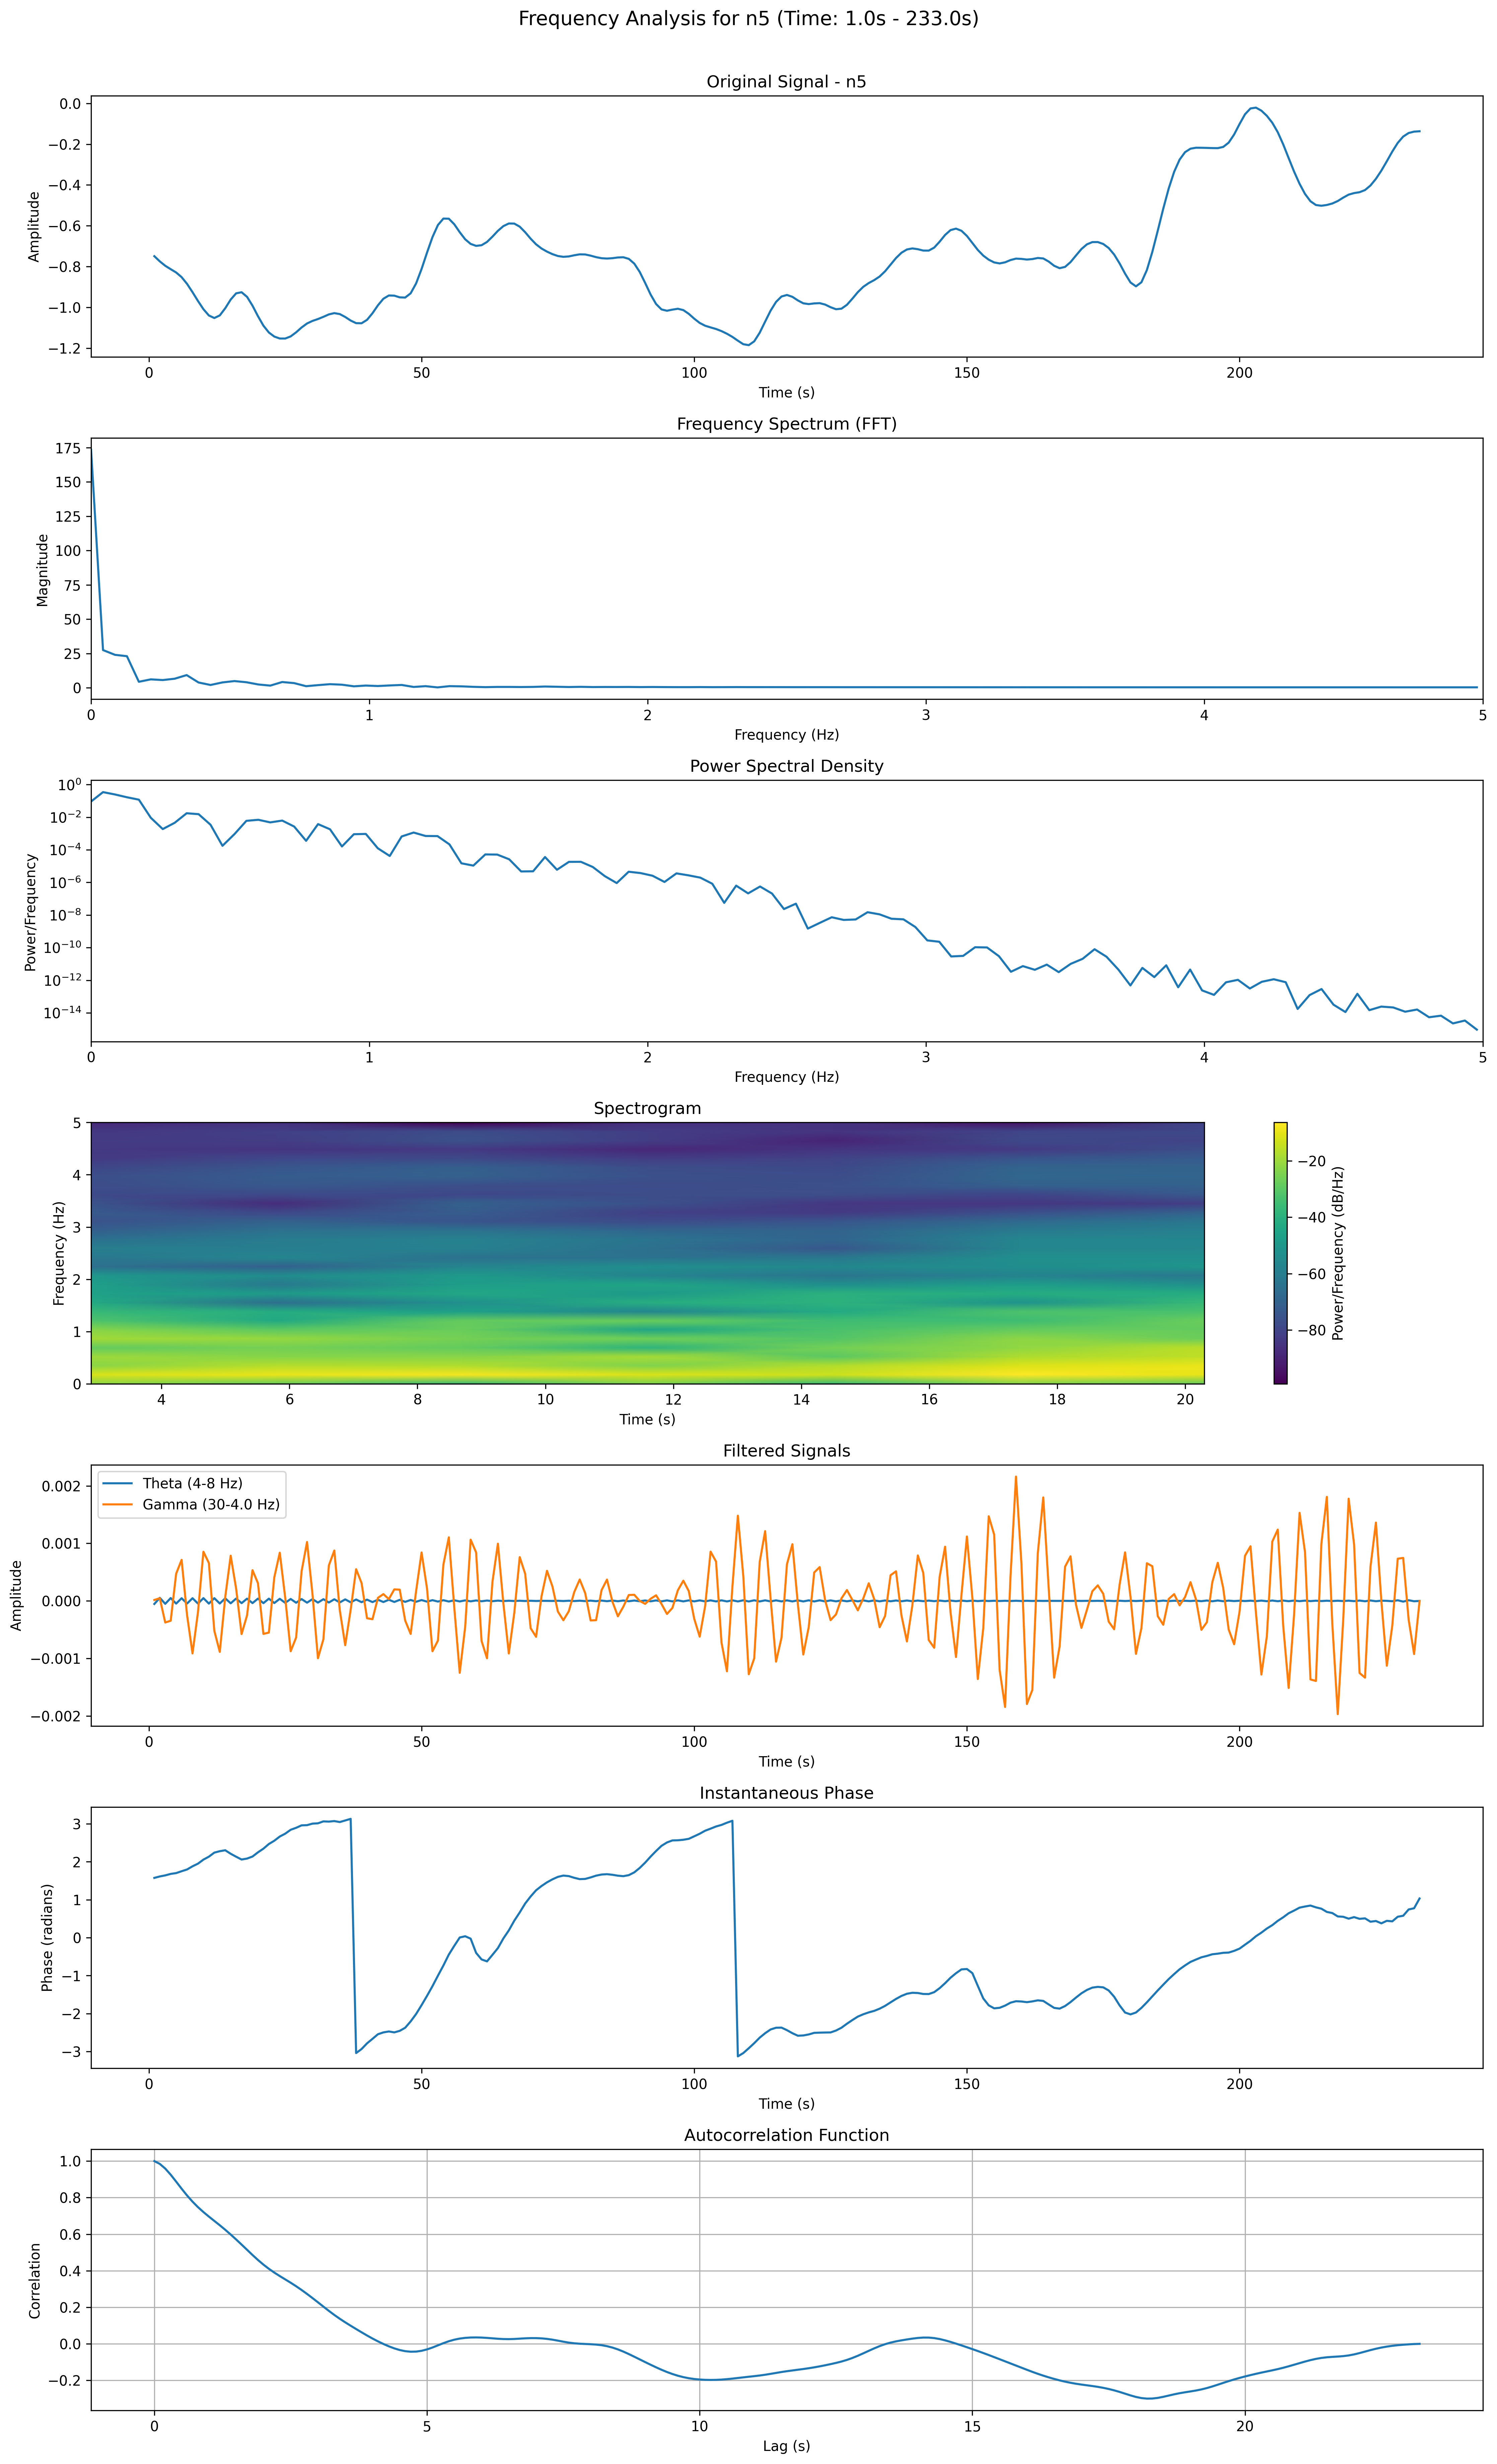 Frequency Analysis for n5 (Time: 1.0s - 233.0s)
Original Signal - n5
Amplitude
0.0
−0.2
−0.4
−0.6
−0.8
−1.0
−1.2
0 50 100 150 200
Time (s)
Frequency Spectrum (FFT)
Magnitude
175
150
125
100
75
50
25
0
0 1 2 3 4 5
Frequency (Hz)
Power Spectral Density
Power/Frequency
10⁰
10⁻²
10⁻⁴
10⁻⁶
10⁻⁸
10⁻¹⁰
10⁻¹²
10⁻¹⁴
0 1 2 3 4 5
Frequency (Hz)
Spectrogram
Frequency (Hz)
5
4
3
2
1
0
4 6 8 10 12 14 16 18 20
Time (s)
−20
−40
−60
−80
Power/Frequency (dB/Hz)
Filtered Signals
Theta (4-8 Hz)
Gamma (30-4.0 Hz)
Amplitude
0.002
0.001
0.000
−0.001
−0.002
0 50 100 150 200
Time (s)
Instantaneous Phase
Phase (radians)
3
2
1
0
−1
−2
−3
0 50 100 150 200
Time (s)
Autocorrelation Function
Correlation
1.0
0.8
0.6
0.4
0.2
0.0
−0.2
0 5 10 15 20
Lag (s)